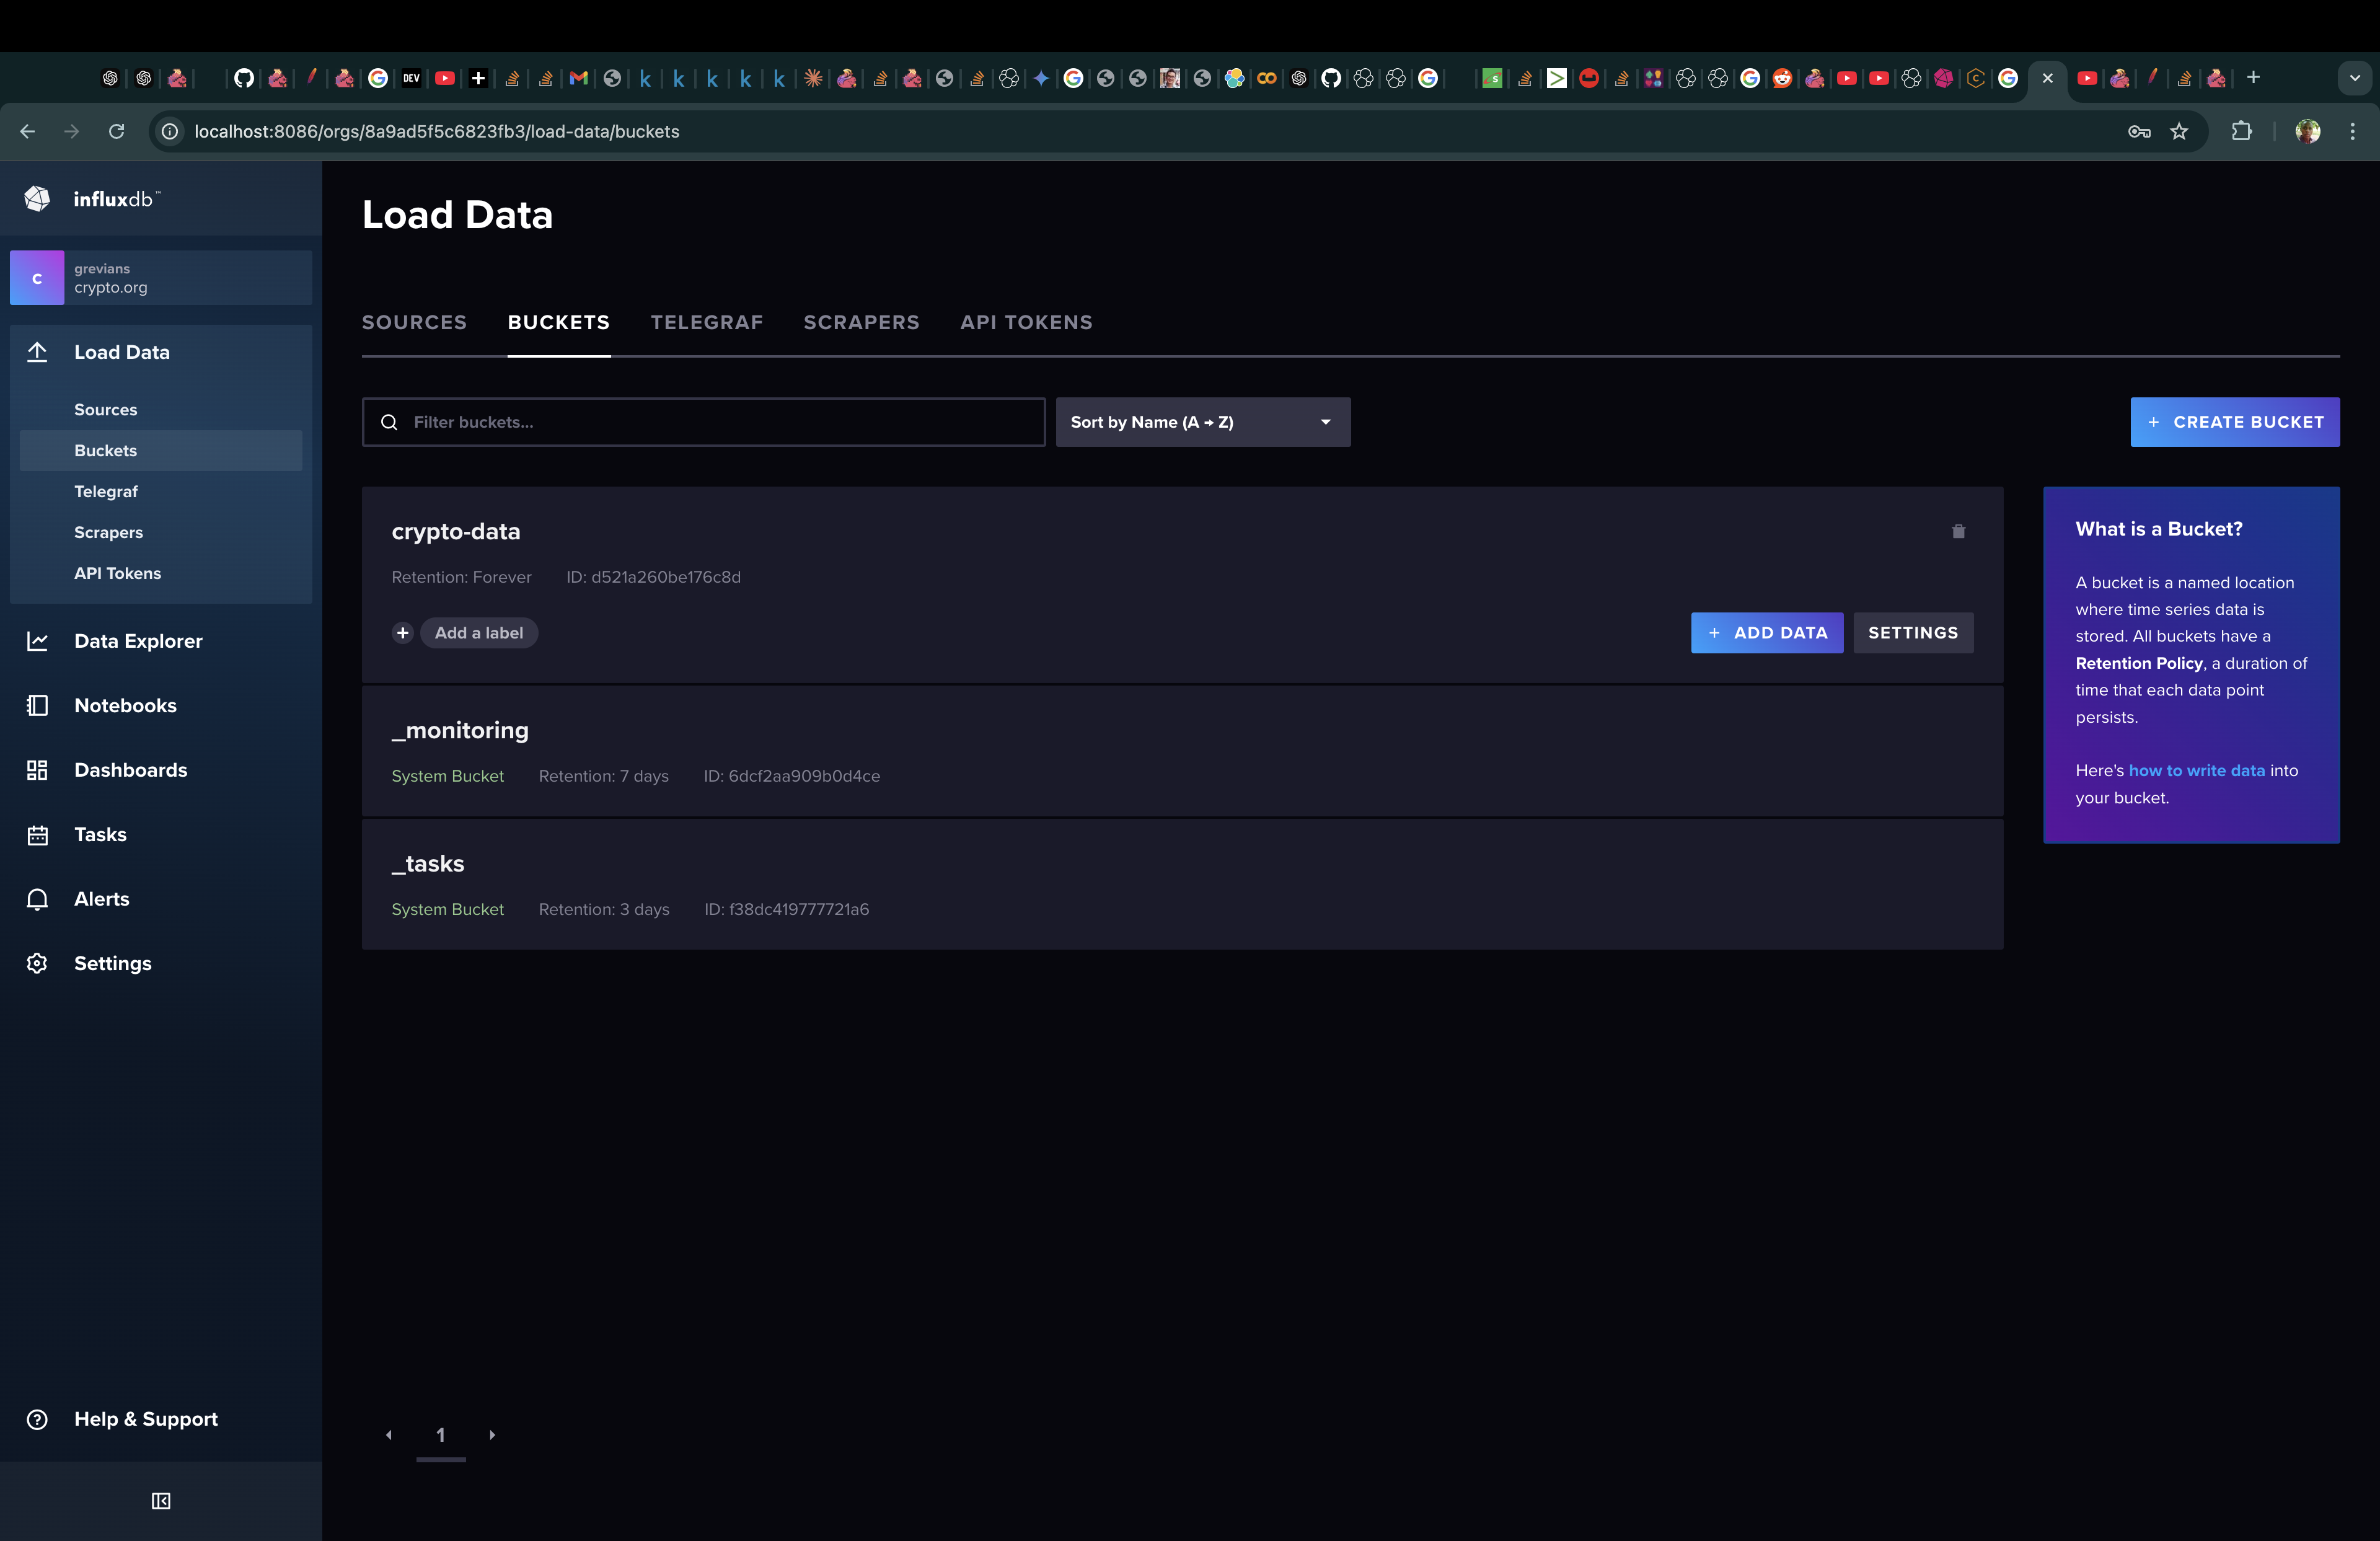 localhost:8086/orgs/8a9ad5f5c6823fb3/load-data/buckets
influxdb™
C
grevians
crypto.org
Load Data
Sources
Buckets
Telegraf
Scrapers
API Tokens
Data Explorer
Notebooks
Dashboards
Tasks
Alerts
Settings
Help & Support
Load Data
SOURCES BUCKETS TELEGRAF SCRAPERS API TOKENS
Filter buckets...
Sort by Name (A → Z)
+ CREATE BUCKET
crypto-data
Retention: Forever ID: d521a260be176c8d
+ Add a label
+ ADD DATA SETTINGS
_monitoring
System Bucket Retention: 7 days ID: 6dcf2aa909b0d4ce
_tasks
System Bucket Retention: 3 days ID: f38dc419777721a6
What is a Bucket?
A bucket is a named location
where time series data is
stored. All buckets have a
Retention Policy, a duration of
time that each data point
persists.
Here's how to write data into
your bucket.
1